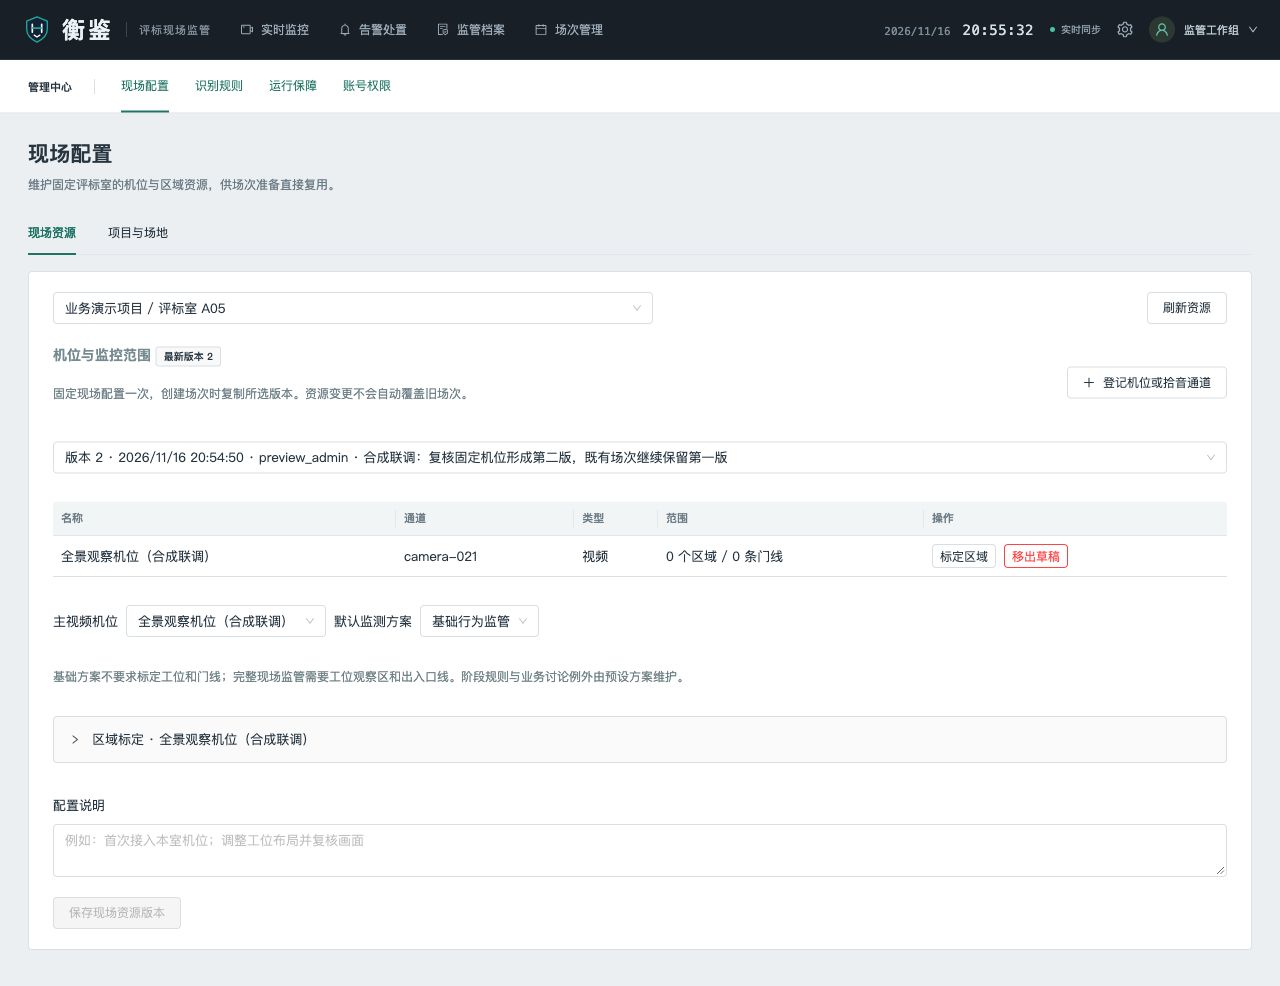 衡鉴 评标现场监管 实时监控 告警处置 监管档案 场次管理 2026/11/16 20:55:32 实时同步 监管工作组
管理中心 现场配置 识别规则 运行保障 账号权限
现场配置
维护固定评标室的机位与区域资源，供场次准备直接复用。
现场资源 项目与场地
业务演示项目 / 评标室 A05 刷新资源
机位与监控范围 最新版本 2
固定现场配置一次，创建场次时复制所选版本。资源变更不会自动覆盖旧场次。
登记机位或拾音通道
版本 2 · 2026/11/16 20:54:50 · preview_admin · 合成联调：复核固定机位形成第二版，既有场次继续保留第一版
名称 通道 类型 范围 操作
全景观察机位（合成联调） camera-021 视频 0 个区域 / 0 条门线 标定区域 移出草稿
主视频机位 全景观察机位（合成联调） 默认监测方案 基础行为监管
基础方案不要求标定工位和门线；完整现场监管需要工位观察区和出入口线。阶段规则与业务讨论例外由预设方案维护。
区域标定 · 全景观察机位（合成联调）
配置说明
例如：首次接入本室机位；调整工位布局并复核画面
保存现场资源版本